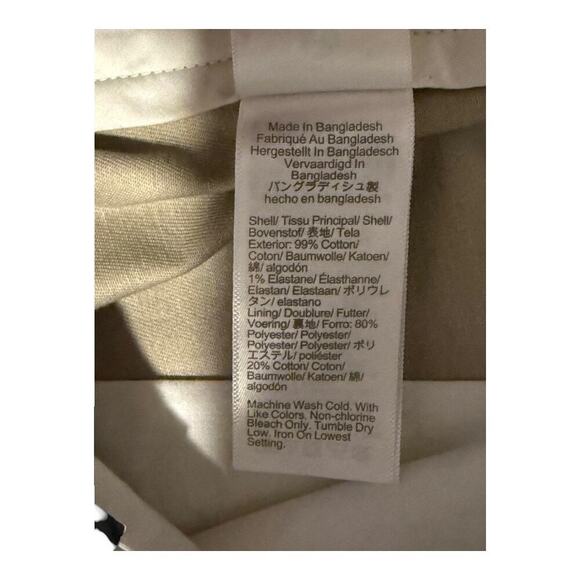 Made In Bangladesh
Fabriqué Au Bangladesh
Hergestellt In Bangladesch
Vervaardigd In
Bangladesh
バングラディシュ製
hecho en bangladesh
Shell/ Tissu Principal/ Shell/
Bovenstof/ 表地/ Tela
Exterior: 99% Cotton/
Coton/ Baumwolle/ Katoen/
綿/ algodón
1% Elastane/ Élasthanne/
Elastan/ Elastaan/ ポリウレ
タン/ elastano
Lining/ Doublure/ Futter/
Voering/ 裏地/ Forro: 80%
Polyester/ Polyester/
Polyester/ Polyester/ ポリ
エステル/ poliéster
20% Cotton/ Coton/
Baumwolle/ Katoen/ 綿/
algodón
Machine Wash Cold. With
Like Colors. Non-chlorine
Bleach Only. Tumble Dry
Low. Iron On Lowest
Setting.